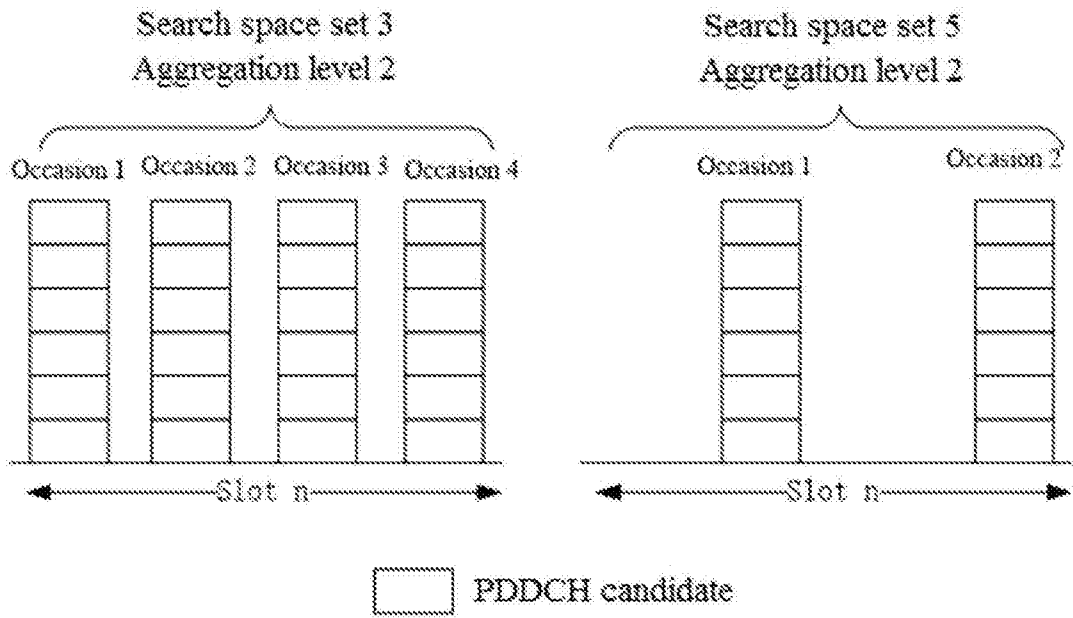 Search space set 3
Aggregation level 2
Occasion 1 Occasion 2 Occasion 3 Occasion 4
Slot n
Search space set 5
Aggregation level 2
Occasion 1 Occasion 2
Slot n
PDDCH candidate